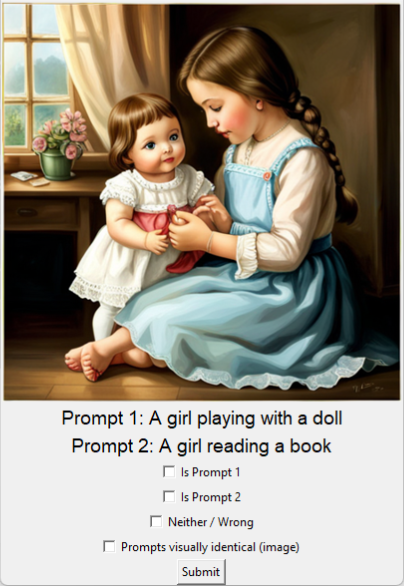 Prompt 1: A girl playing with a doll
Prompt 2: A girl reading a book
Is Prompt 1
Is Prompt 2
Neither / Wrong
Prompts visually identical (image)
Submit